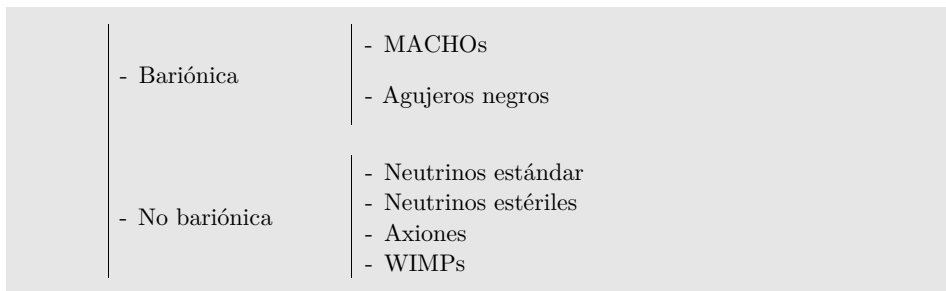 - Bariónica
- MACHOs
- Agujeros negros
- No bariónica
- Neutrinos estándar
- Neutrinos estériles
- Axiones
- WIMPs